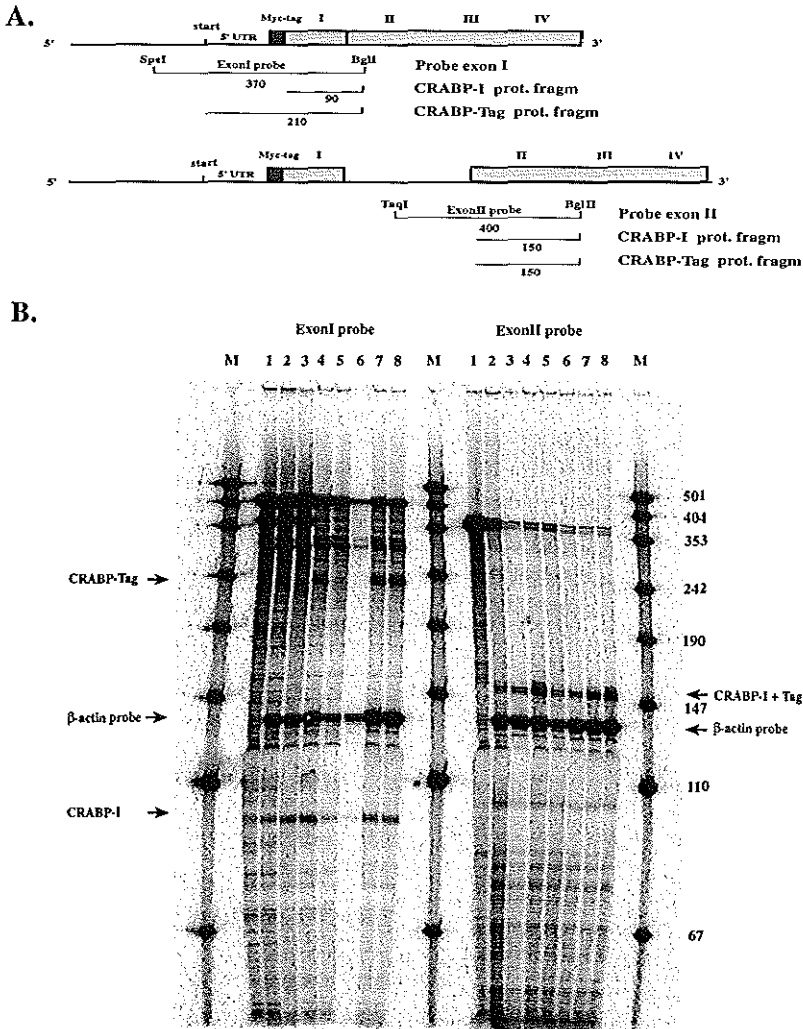 A.
Myc-tag I II III IV
start
5' UTR
5' 3'
SpeI ExonI probe BglI Probe exon I
370 CRABP-I prot. fragm
90
CRABP-Tag prot. fragm
210
Myc-tag I II III IV
start
5' UTR
5' 3'
TaqI ExonII probe BglII Probe exon II
400 CRABP-I prot. fragm
150
CRABP-Tag prot. fragm
150
B.
ExonI probe ExonII probe
M 1 2 3 4 5 6 7 8 M 1 2 3 4 5 6 7 8 M
501
404
353
CRABP-Tag 242
190
CRABP-I + Tag
147
β-actin probe β-actin probe
110
CRABP-I
67